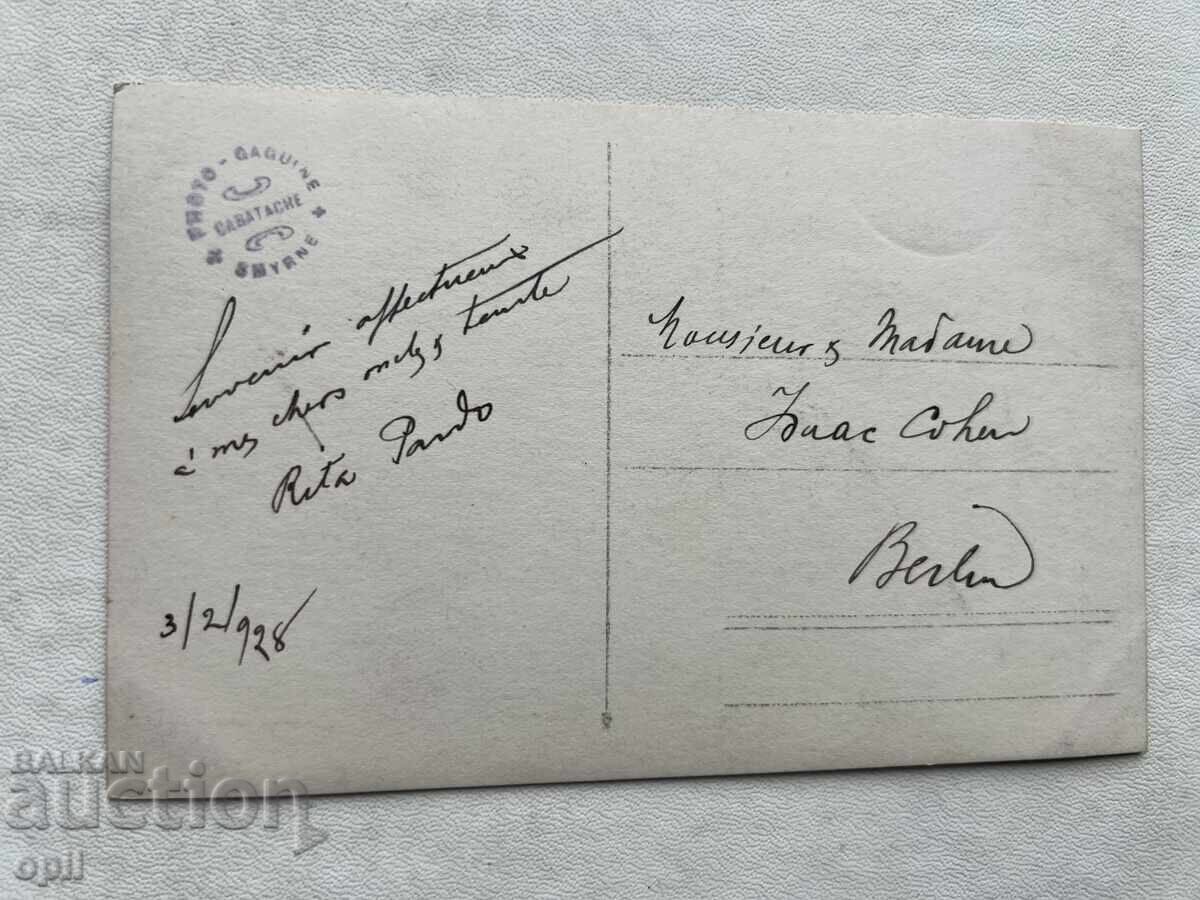 PHOTO - GAGUINE
CABATACHE
SMYRNE
Souvenir affectueux
à mes chers oncle & tante
Rita Pardo
3/2/928
Monsieur & Madame
Isaac Cohen
Berlin
BALKAN
auction
opil